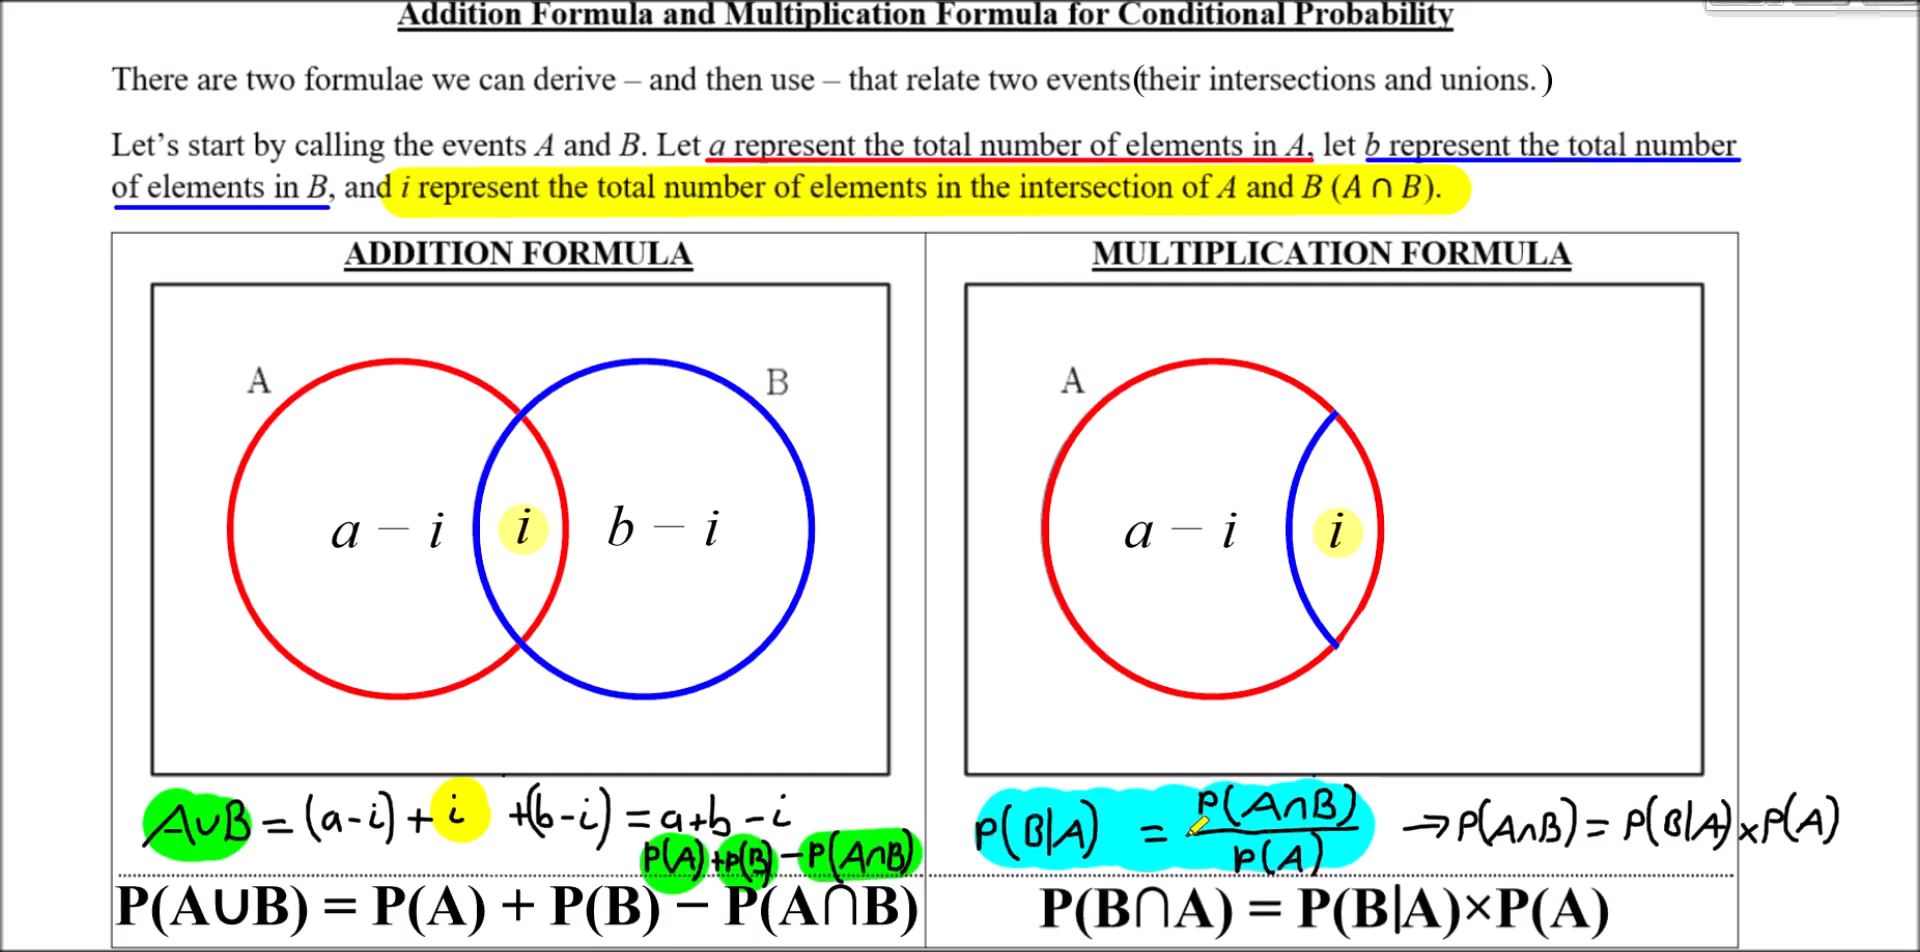 Addition Formula and Multiplication Formula for Conditional Probability
There are two formulae we can derive – and then use – that relate two events(their intersections and unions.)
Let's start by calling the events A and B. Let a represent the total number of elements in A, let b represent the total number
of elements in B, and i represent the total number of elements in the intersection of A and B (A ∩ B).
ADDITION FORMULA
A
B
a – i
i
b – i
A∪B = (a-i) + i +(b-i) = a+b-i
P(A)+P(B)-P(A∩B)
P(A∪B) = P(A) + P(B) – P(A∩B)
MULTIPLICATION FORMULA
A
a – i
i
P(B|A) = P(A∩B)/P(A) → P(A∩B) = P(B|A)×P(A)
P(B∩A) = P(B|A)×P(A)